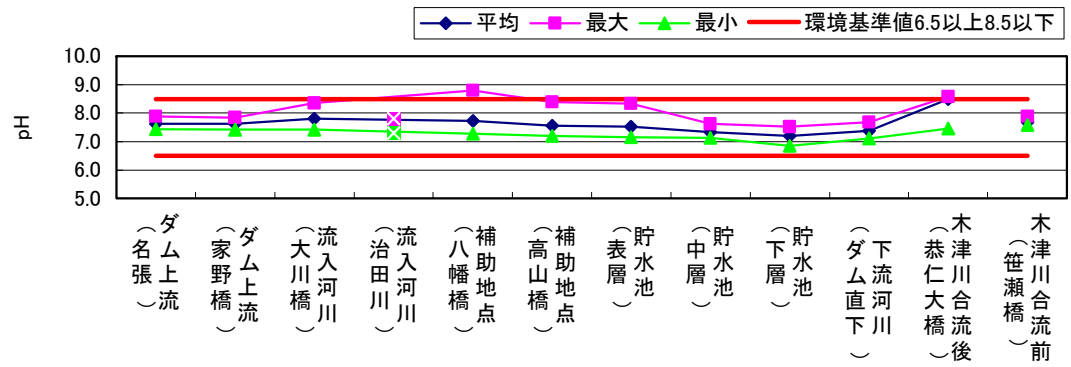 平均 最大 最小 環境基準値6.5以上8.5以下
pH
10.0
9.0
8.0
7.0
6.0
5.0
ダム上流
（名張）
ダム上流
（家野橋）
流入河川
（大川橋）
流入河川
（治田川）
補助地点
（八幡橋）
補助地点
（高山橋）
貯水池
（表層）
貯水池
（中層）
貯水池
（下層）
下流河川
（ダム直下）
木津川合流後
（恭仁大橋）
木津川合流前
（笹瀬橋）